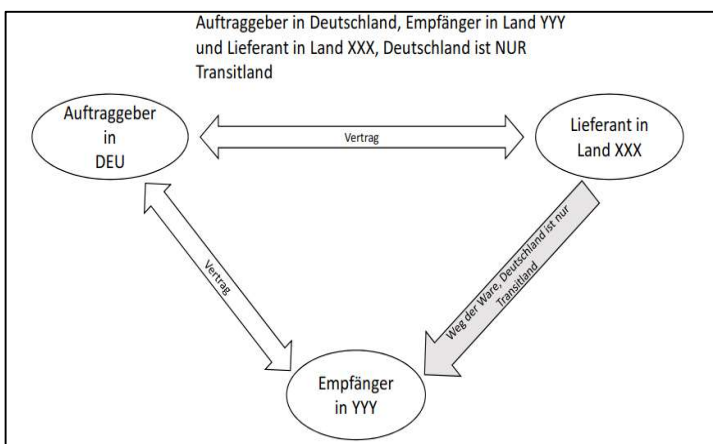 Auftraggeber in Deutschland, Empfänger in Land YYY
und Lieferant in Land XXX, Deutschland ist NUR
Transitland
Auftraggeber
in
DEU
Vertrag
Lieferant in
Land XXX
Vertrag
Weg der Ware, Deutschland ist nur
Transitland
Empfänger
in YYY